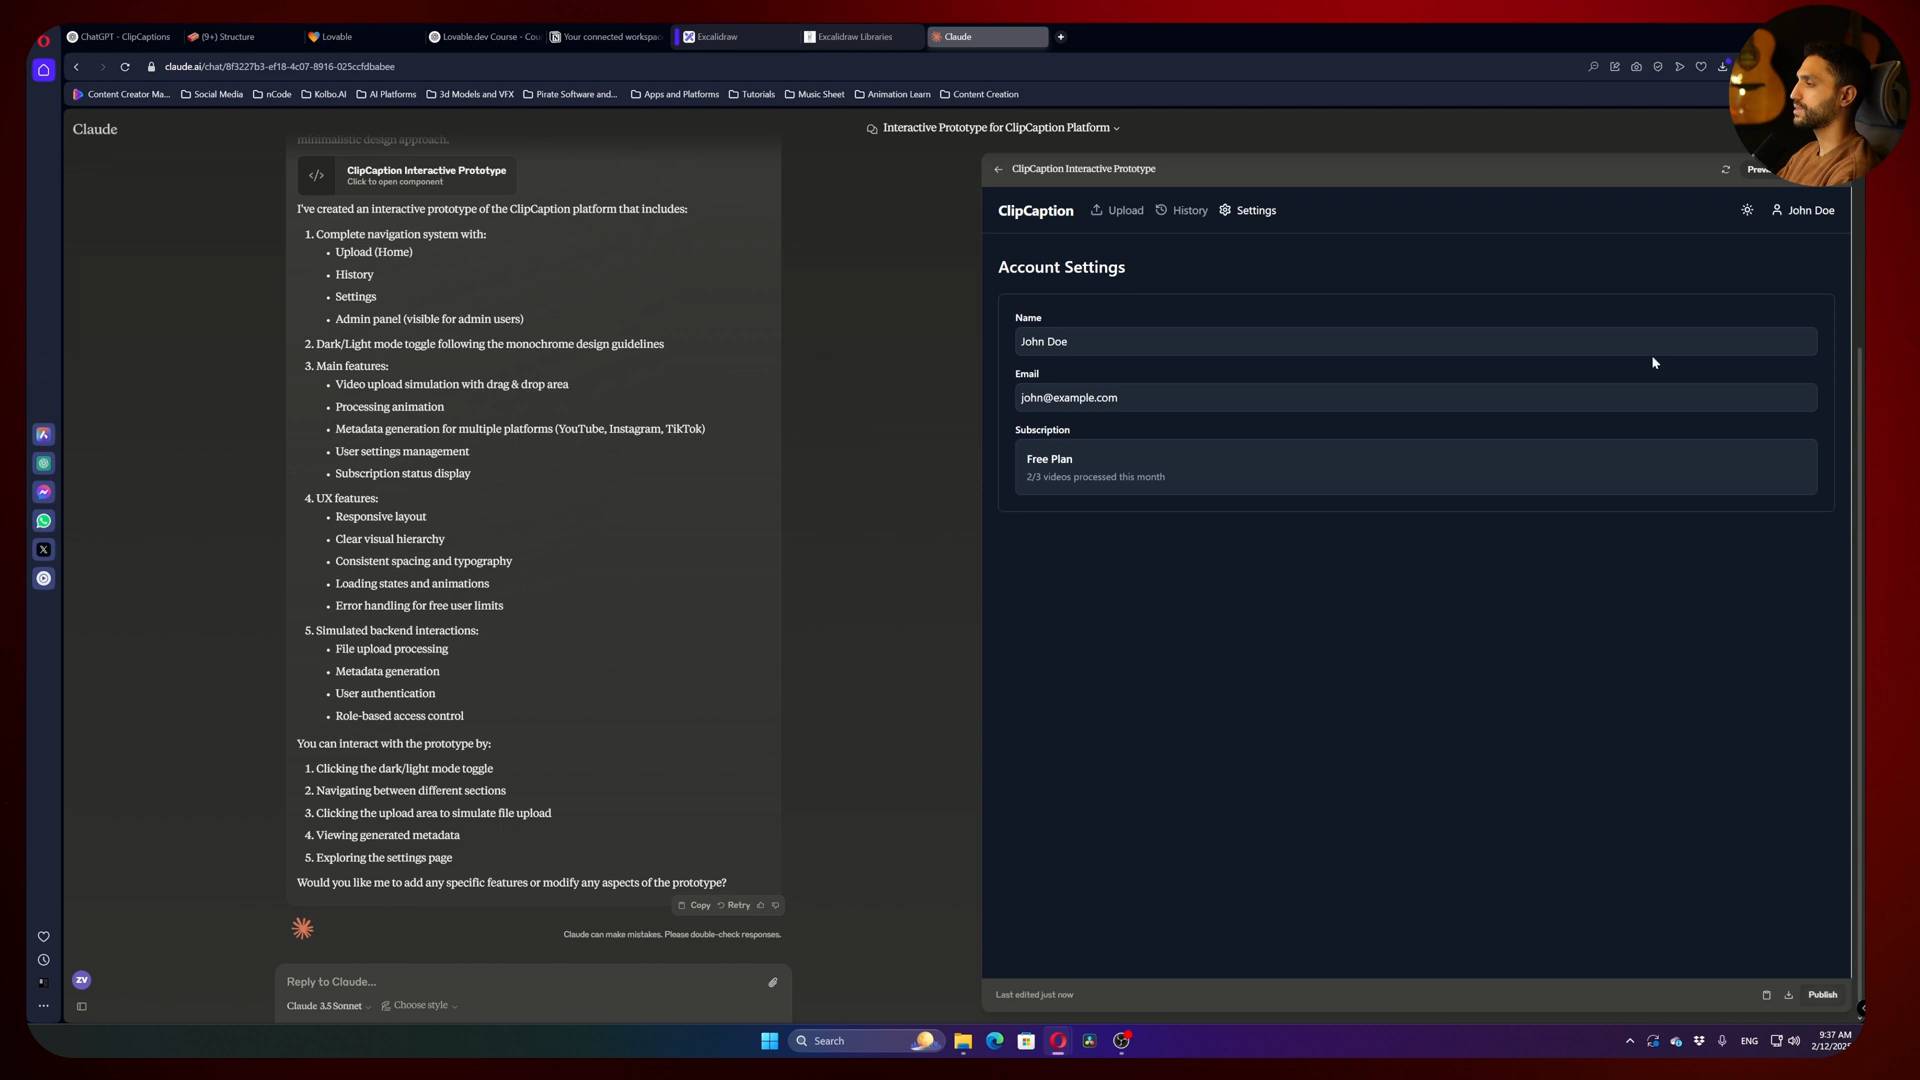 ChatGPT - ClipCaptions
(9+) Structure
Lovable
Lovable.dev Course - Cou
Your connected workspac
Excalidraw
Excalidraw Libraries
Claude
claude.ai/chat/8f3227b3-ef18-4c07-8916-025ccfdbabee
Content Creator Ma...
Social Media
nCode
Kolbo.AI
AI Platforms
3d Models and VFX
Pirate Software and...
Apps and Platforms
Tutorials
Music Sheet
Animation Learn
Content Creation
Claude
Interactive Prototype for ClipCaption Platform
minimalistic design approach.
ClipCaption Interactive Prototype
Click to open component
I've created an interactive prototype of the ClipCaption platform that includes:
1. Complete navigation system with:
• Upload (Home)
• History
• Settings
• Admin panel (visible for admin users)
2. Dark/Light mode toggle following the monochrome design guidelines
3. Main features:
• Video upload simulation with drag & drop area
• Processing animation
• Metadata generation for multiple platforms (YouTube, Instagram, TikTok)
• User settings management
• Subscription status display
4. UX features:
• Responsive layout
• Clear visual hierarchy
• Consistent spacing and typography
• Loading states and animations
• Error handling for free user limits
5. Simulated backend interactions:
• File upload processing
• Metadata generation
• User authentication
• Role-based access control
You can interact with the prototype by:
1. Clicking the dark/light mode toggle
2. Navigating between different sections
3. Clicking the upload area to simulate file upload
4. Viewing generated metadata
5. Exploring the settings page
Would you like me to add any specific features or modify any aspects of the prototype?
Copy
Retry
Claude can make mistakes. Please double-check responses.
ZV
Reply to Claude...
Claude 3.5 Sonnet
Choose style
ClipCaption Interactive Prototype
Previ
ClipCaption
Upload
History
Settings
John Doe
Account Settings
Name
John Doe
Email
john@example.com
Subscription
Free Plan
2/3 videos processed this month
Last edited just now
Publish
Search
ENG
9:37 AM
2/12/202